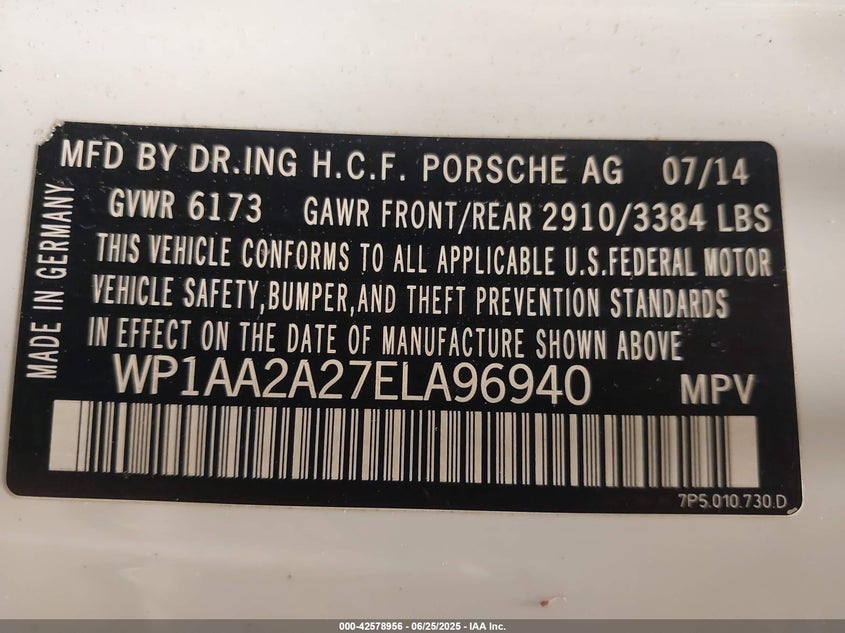 MFD BY DR.ING H.C.F. PORSCHE AG 07/14
GVWR 6173 GAWR FRONT/REAR 2910/3384 LBS
THIS VEHICLE CONFORMS TO ALL APPLICABLE U.S.FEDERAL MOTOR
VEHICLE SAFETY,BUMPER,AND THEFT PREVENTION STANDARDS
IN EFFECT ON THE DATE OF MANUFACTURE SHOWN ABOVE
WP1AA2A27ELA96940 MPV
MADE IN GERMANY
7P5.010.730.D
000-42578956 - 06/25/2025 - IAA Inc.